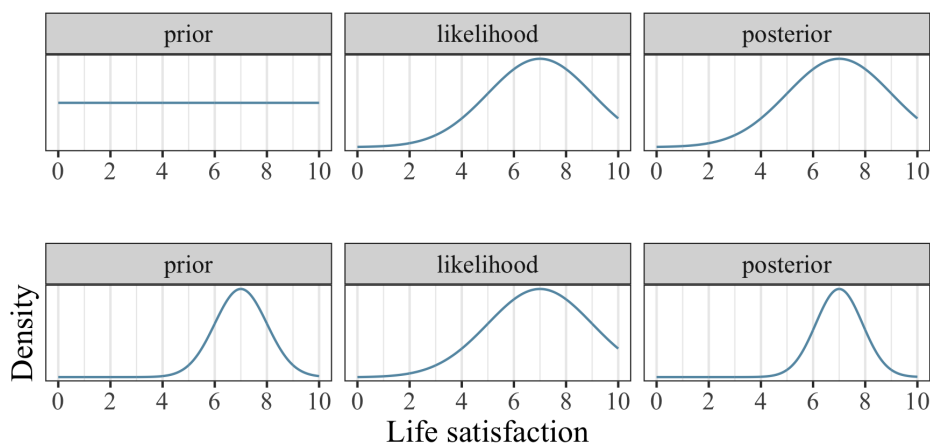 prior likelihood posterior
0 2 4 6 8 10 0 2 4 6 8 10 0 2 4 6 8 10
prior likelihood posterior
Density
0 2 4 6 8 10 0 2 4 6 8 10 0 2 4 6 8 10
Life satisfaction